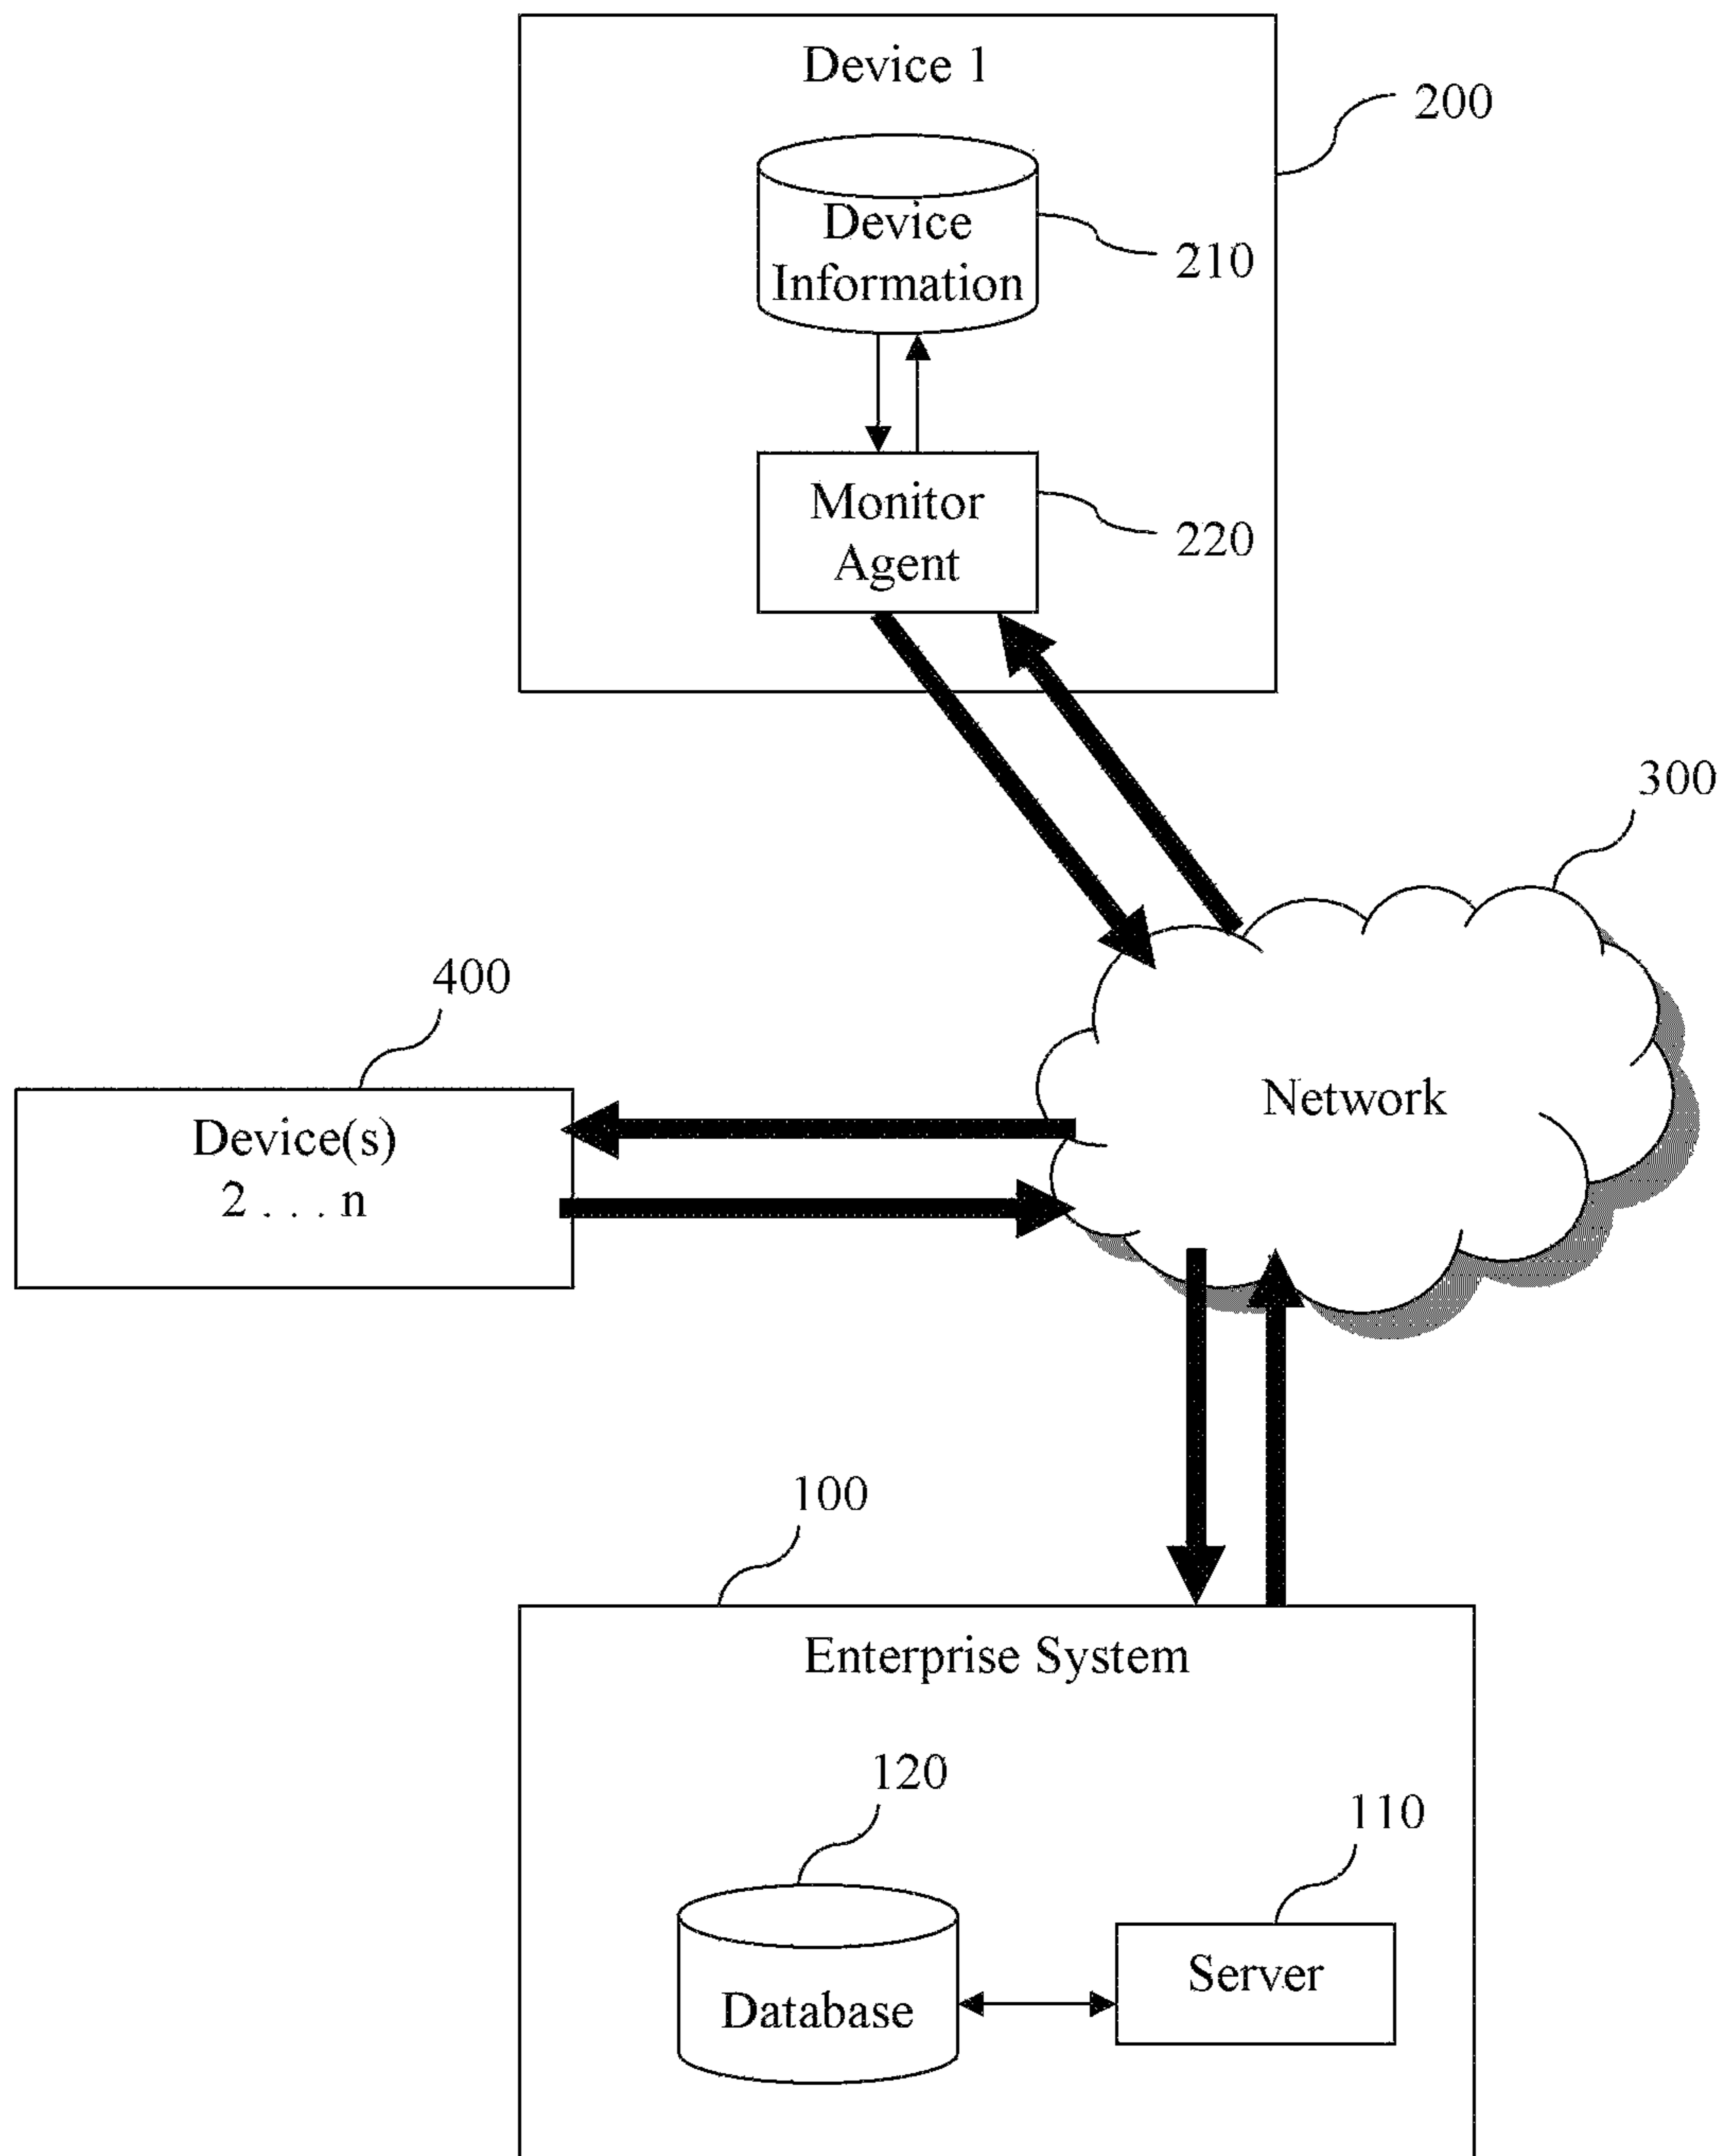 Device 1
200
Device
Information
210
Monitor
Agent
220
300
400
Device(s)
2 . . . n
Network
100
Enterprise System
120
110
Server
Database